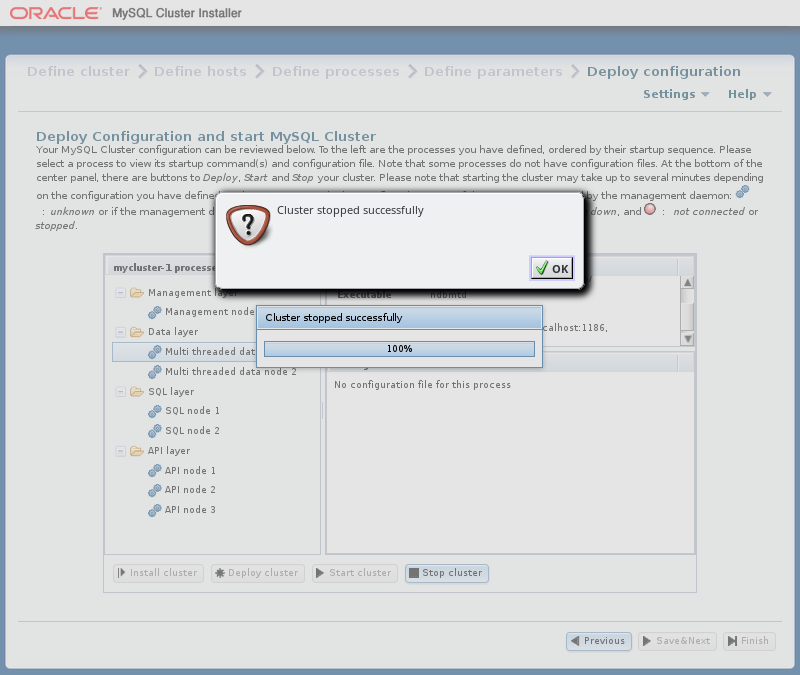 ORACLE MySQL Cluster Installer
Define cluster Define hosts Define processes Define parameters Deploy configuration
Settings Help
Deploy Configuration and start MySQL Cluster
Your MySQL Cluster configuration can be reviewed below. To the left are the processes you have defined, ordered by their startup sequence. Please
select a process to view its startup command(s) and configuration file. Note that some processes do not have configuration files. At the bottom of the
center panel, there are buttons to Deploy, Start and Stop your cluster. Please note that starting the cluster may take up to several minutes depending
on the configuration you have defined by the management daemon:
: unknown or if the management down, and : not connected or
stopped.
Cluster stopped successfully
OK
mycluster-1
Management
Executable
Management node
Cluster stopped successfully
Data layer
calhost:1186,
Multi threaded
100%
Multi threaded data node 2
No configuration file for this process
SQL layer
SQL node 1
SQL node 2
API layer
API node 1
API node 2
API node 3
Install cluster Deploy cluster Start cluster Stop cluster
Previous Save&Next Finish